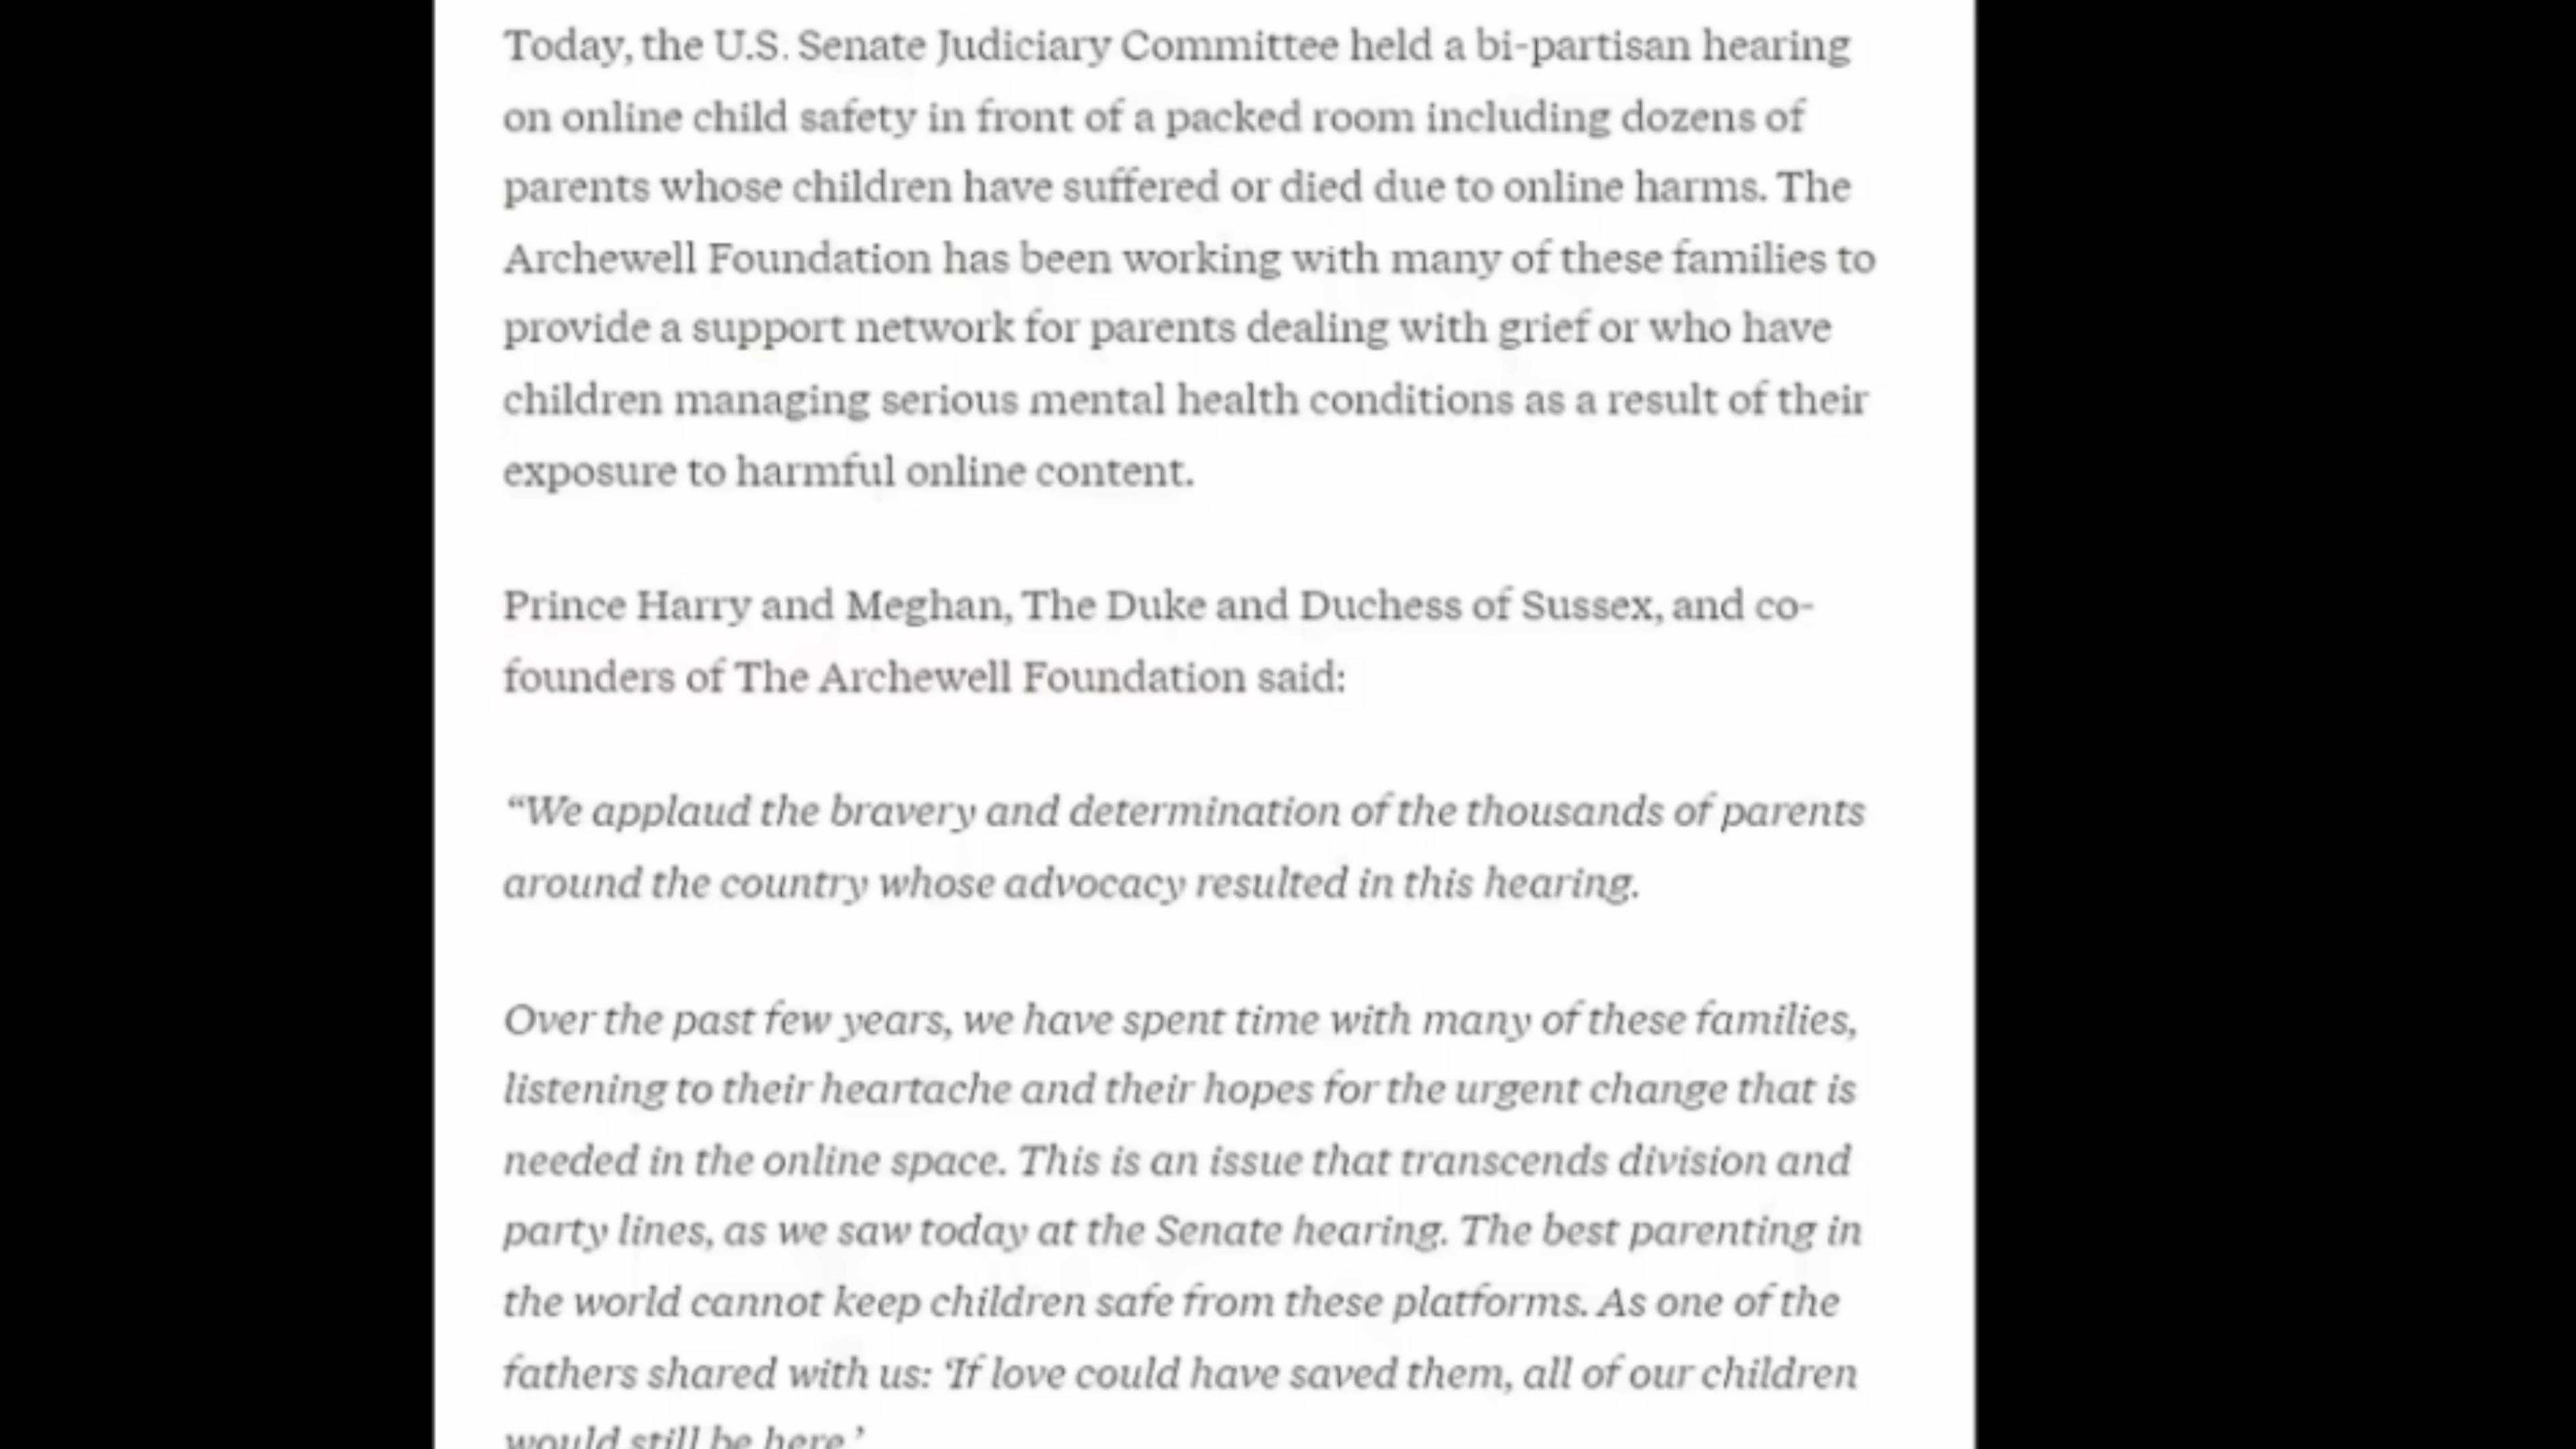 Today, the U.S. Senate Judiciary Committee held a bi-partisan hearing
on online child safety in front of a packed room including dozens of
parents whose children have suffered or died due to online harms. The
Archewell Foundation has been working with many of these families to
provide a support network for parents dealing with grief or who have
children managing serious mental health conditions as a result of their
exposure to harmful online content.
Prince Harry and Meghan, The Duke and Duchess of Sussex, and co-
founders of The Archewell Foundation said:
“We applaud the bravery and determination of the thousands of parents
around the country whose advocacy resulted in this hearing.
Over the past few years, we have spent time with many of these families,
listening to their heartache and their hopes for the urgent change that is
needed in the online space. This is an issue that transcends division and
party lines, as we saw today at the Senate hearing. The best parenting in
the world cannot keep children safe from these platforms. As one of the
fathers shared with us: ‘If love could have saved them, all of our children
would still be here.’